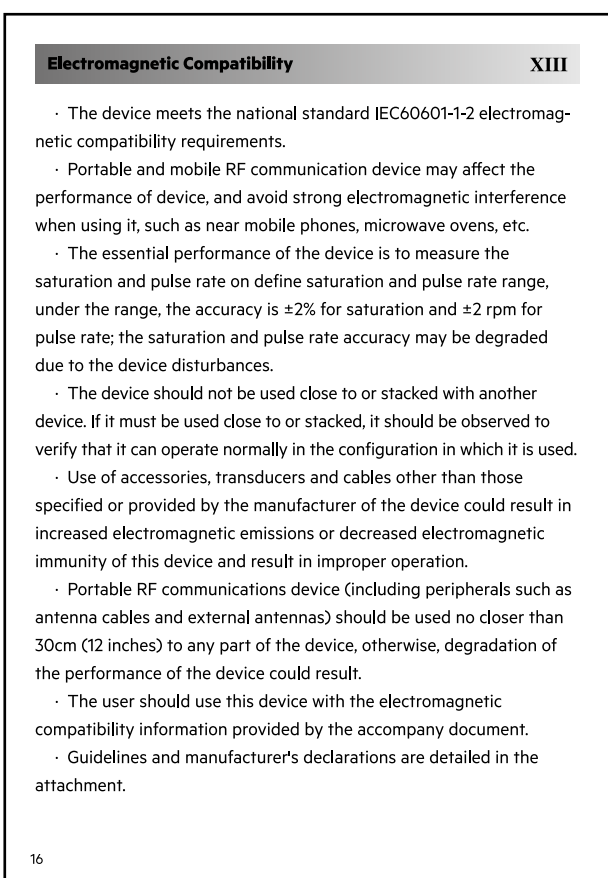 Electromagnetic Compatibility XIII
· The device meets the national standard IEC60601-1-2 electromag-
netic compatibility requirements.
· Portable and mobile RF communication device may affect the
performance of device, and avoid strong electromagnetic interference
when using it, such as near mobile phones, microwave ovens, etc.
· The essential performance of the device is to measure the
saturation and pulse rate on define saturation and pulse rate range,
under the range, the accuracy is ±2% for saturation and ±2 rpm for
pulse rate; the saturation and pulse rate accuracy may be degraded
due to the device disturbances.
· The device should not be used close to or stacked with another
device. If it must be used close to or stacked, it should be observed to
verify that it can operate normally in the configuration in which it is used.
· Use of accessories, transducers and cables other than those
specified or provided by the manufacturer of the device could result in
increased electromagnetic emissions or decreased electromagnetic
immunity of this device and result in improper operation.
· Portable RF communications device (including peripherals such as
antenna cables and external antennas) should be used no closer than
30cm (12 inches) to any part of the device, otherwise, degradation of
the performance of the device could result.
· The user should use this device with the electromagnetic
compatibility information provided by the accompany document.
· Guidelines and manufacturer's declarations are detailed in the
attachment.
16